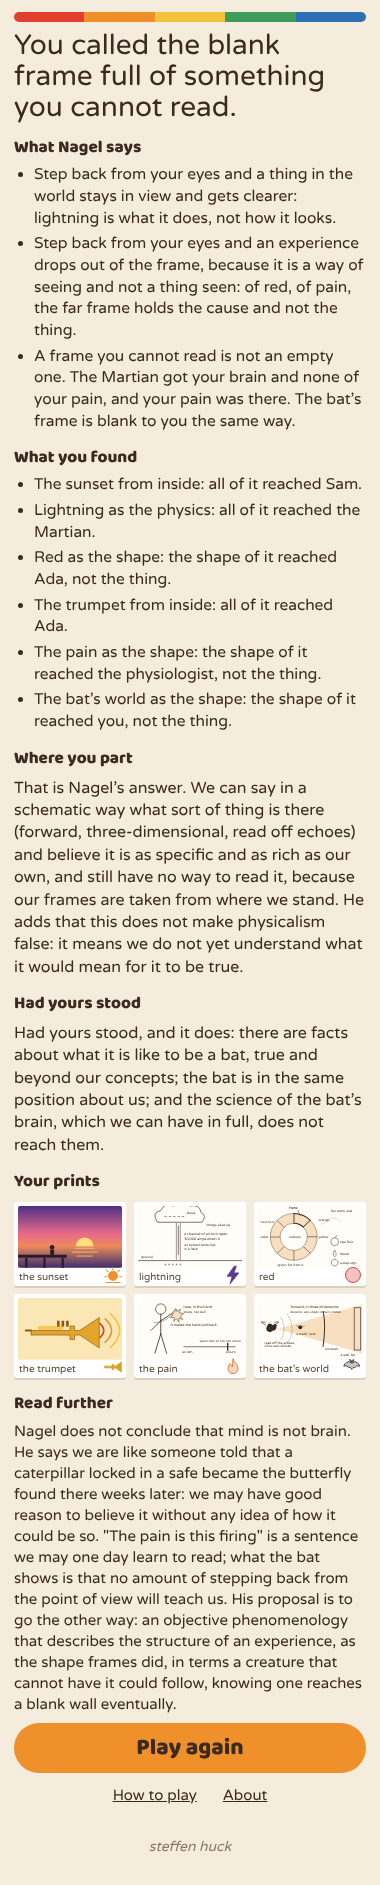 You called the blank
frame full of something
you cannot read.
What Nagel says
• Step back from your eyes and a thing in the
world stays in view and gets clearer:
lightning is what it does, not how it looks.
• Step back from your eyes and an experience
drops out of the frame, because it is a way of
seeing and not a thing seen: of red, of pain,
the far frame holds the cause and not the
thing.
• A frame you cannot read is not an empty
one. The Martian got your brain and none of
your pain, and your pain was there. The bat's
frame is blank to you the same way.
What you found
• The sunset from inside: all of it reached Sam.
• Lightning as the physics: all of it reached the
Martian.
• Red as the shape: the shape of it reached
Ada, not the thing.
• The trumpet from inside: all of it reached
Ada.
• The pain as the shape: the shape of it
reached the physiologist, not the thing.
• The bat's world as the shape: the shape of it
reached you, not the thing.
Where you part
That is Nagel's answer. We can say in a
schematic way what sort of thing is there
(forward, three-dimensional, read off echoes)
and believe it is as specific and as rich as our
own, and still have no way to read it, because
our frames are taken from where we stand. He
adds that this does not make physicalism
false: it means we do not yet understand what
it would mean for it to be true.
Had yours stood
Had yours stood, and it does: there are facts
about what it is like to be a bat, true and
beyond our concepts; the bat is in the same
position about us; and the science of the bat's
brain, which we can have in full, does not
reach them.
Your prints
the sunset
ground
lightning
red
the trumpet
the pain
the bat's world
Read further
Nagel does not conclude that mind is not brain.
He says we are like someone told that a
caterpillar locked in a safe became the butterfly
found there weeks later: we may have good
reason to believe it without any idea of how it
could be so. "The pain is this firing" is a sentence
we may one day learn to read; what the bat
shows is that no amount of stepping back from
the point of view will teach us. His proposal is to
go the other way: an objective phenomenology
that describes the structure of an experience, as
the shape frames did, in terms a creature that
cannot have it could follow, knowing one reaches
a blank wall eventually.
Play again
How to play About
steffen huck